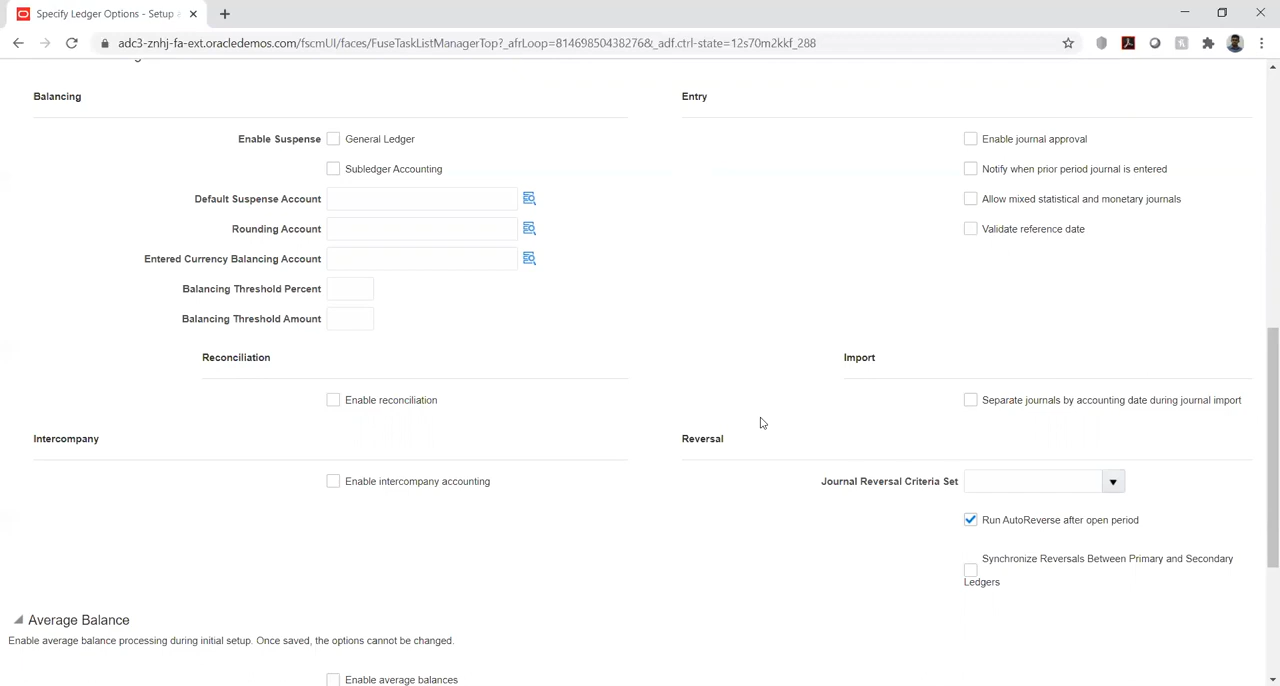 Specify Ledger Options - Setup
adc3-znhj-fa-ext.oracledemos.com/fscmUI/faces/FuseTaskListManagerTop?_afrLoop=814698504382768&_adf.ctrl-state=12s70m2kkf_288
Balancing
Enable Suspense General Ledger
Subledger Accounting
Default Suspense Account
Rounding Account
Entered Currency Balancing Account
Balancing Threshold Percent
Balancing Threshold Amount
Entry
Enable journal approval
Notify when prior period journal is entered
Allow mixed statistical and monetary journals
Validate reference date
Reconciliation
Enable reconciliation
Import
Separate journals by accounting date during journal import
Intercompany
Enable intercompany accounting
Reversal
Journal Reversal Criteria Set
Run AutoReverse after open period
Synchronize Reversals Between Primary and Secondary
Ledgers
Average Balance
Enable average balance processing during initial setup. Once saved, the options cannot be changed.
Enable average balances